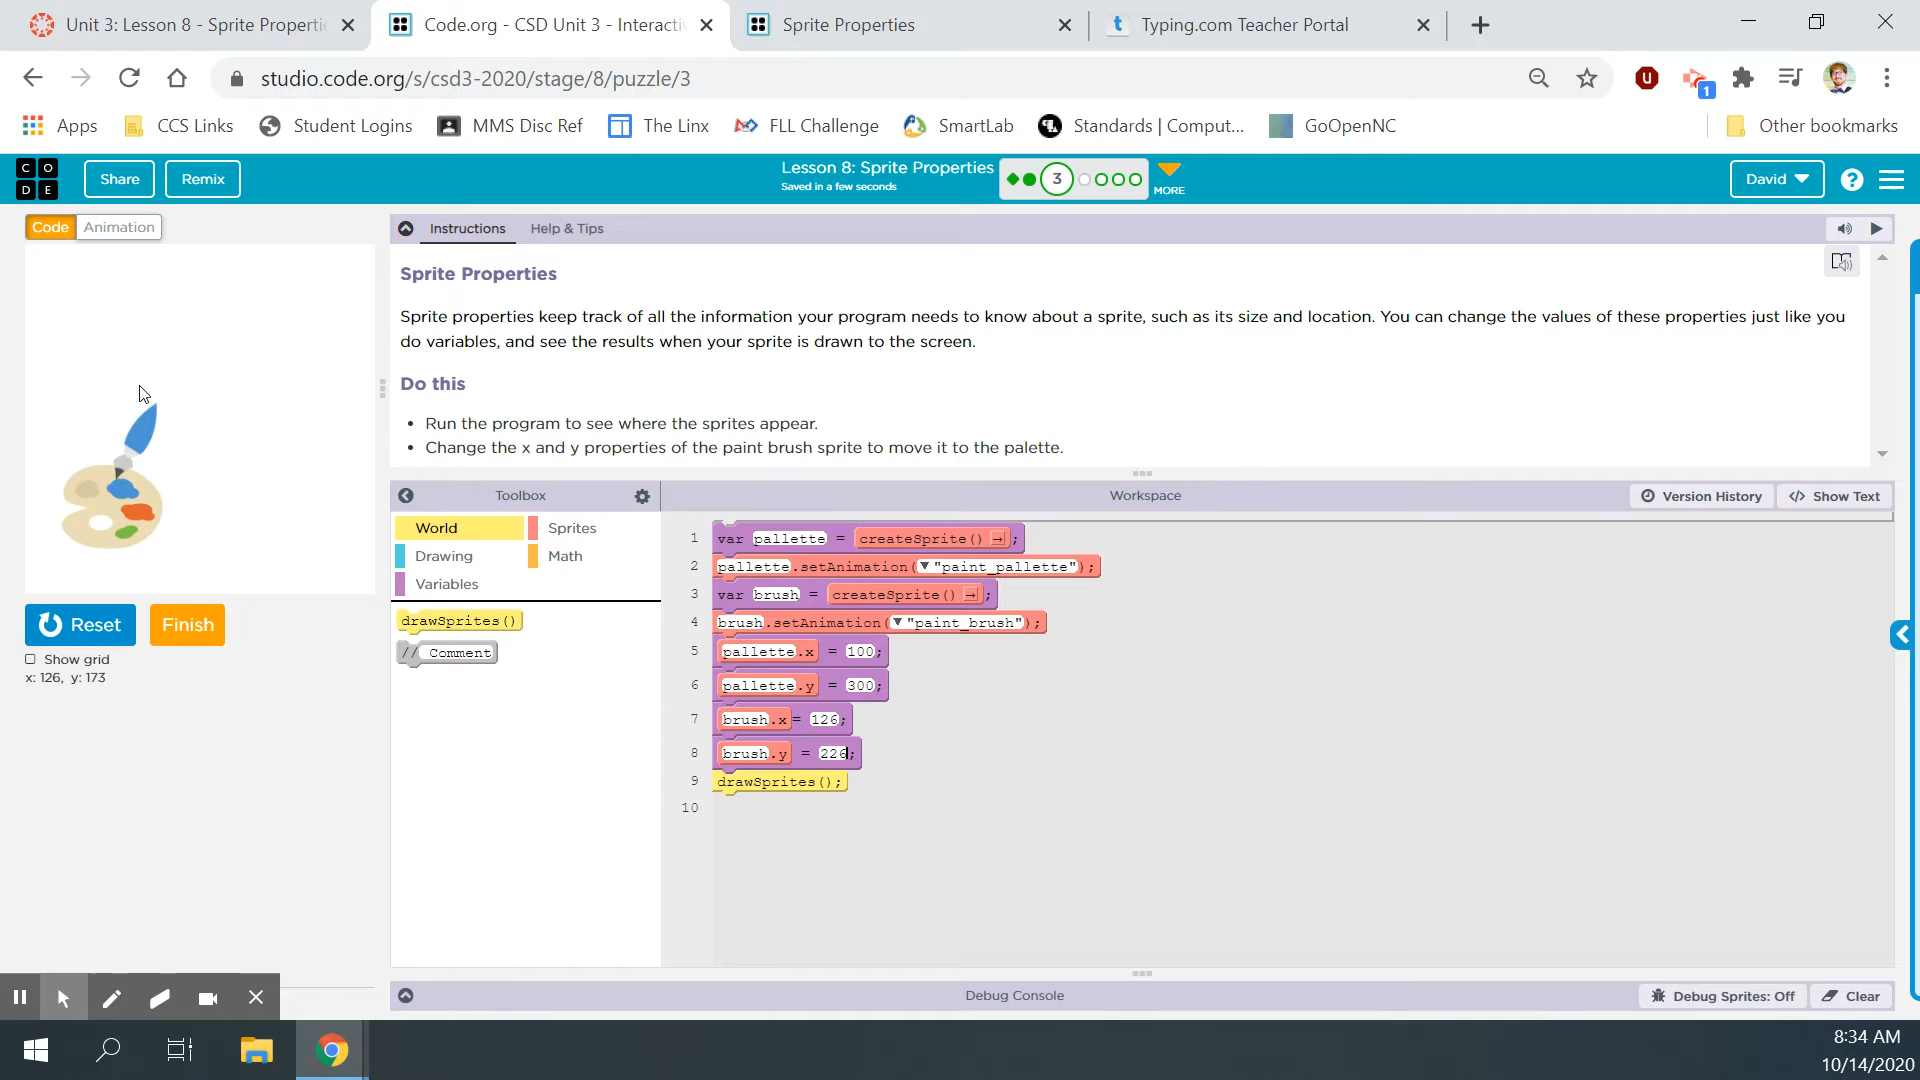 Unit 3: Lesson 8 - Sprite Properti
Code.org - CSD Unit 3 - Interacti
Sprite Properties
Typing.com Teacher Portal
studio.code.org/s/csd3-2020/stage/8/puzzle/3
1
Apps
CCS Links
Student Logins
MMS Disc Ref
The Linx
FLL Challenge
SmartLab
Standards | Comput...
GoOpenNC
Other bookmarks
C O
D E
Share
Remix
Lesson 8: Sprite Properties
Saved in a few seconds
3
MORE
David
?
Code
Animation
Instructions
Help & Tips
Sprite Properties
Sprite properties keep track of all the information your program needs to know about a sprite, such as its size and location. You can change the values of these properties just like you
do variables, and see the results when your sprite is drawn to the screen.
Do this
• Run the program to see where the sprites appear.
• Change the x and y properties of the paint brush sprite to move it to the palette.
Reset
Finish
Show grid
x: 126, y: 173
Toolbox
Workspace
Version History
</> Show Text
World
Sprites
Drawing
Math
Variables
drawSprites()
// Comment
1 var pallette = createSprite() → ;
2 pallette.setAnimation(▼"paint_pallette");
3 var brush = createSprite() → ;
4 brush.setAnimation(▼"paint_brush");
5 pallette.x = 100;
6 pallette.y = 300;
7 brush.x = 126;
8 brush.y = 226;
9 drawSprites();
10
Debug Console
Debug Sprites: Off
Clear
8:34 AM
10/14/2020